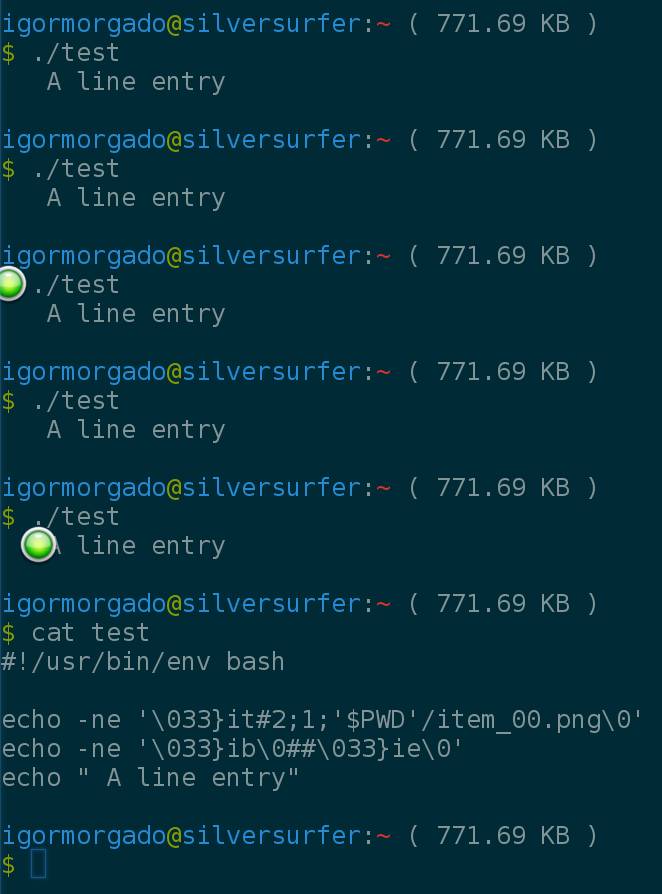 igormorgado@silversurfer:~ ( 771.69 KB )
$ ./test
   A line entry
igormorgado@silversurfer:~ ( 771.69 KB )
$ ./test
   A line entry
igormorgado@silversurfer:~ ( 771.69 KB )
./test
   A line entry
igormorgado@silversurfer:~ ( 771.69 KB )
$ ./test
   A line entry
igormorgado@silversurfer:~ ( 771.69 KB )
$ ./test
   A line entry
igormorgado@silversurfer:~ ( 771.69 KB )
$ cat test
#!/usr/bin/env bash
echo -ne '\033}it#2;1;'$PWD'/item_00.png\0'
echo -ne '\033}ib\0##\033}ie\0'
echo " A line entry"
igormorgado@silversurfer:~ ( 771.69 KB )
$